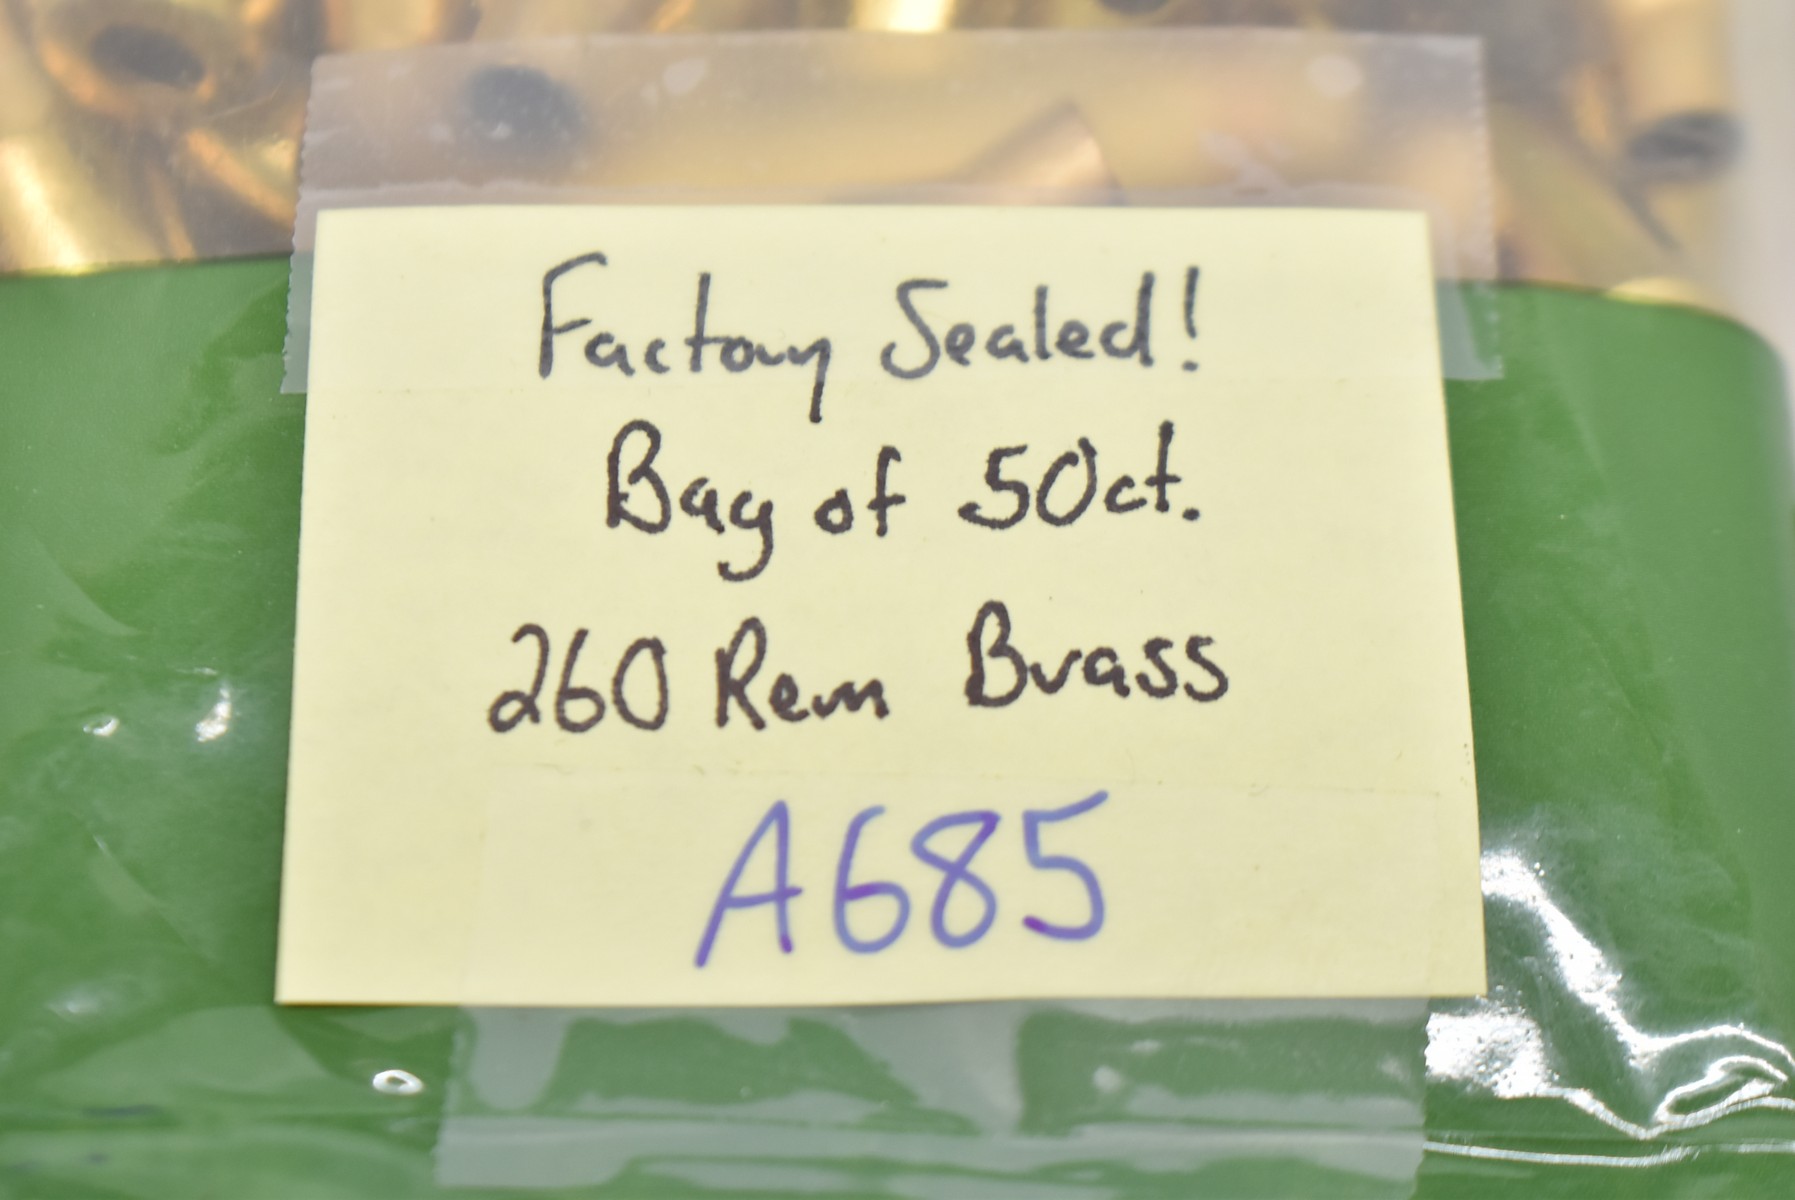 Factory Sealed!
Bag of 50ct.
260 Rem Brass
A685